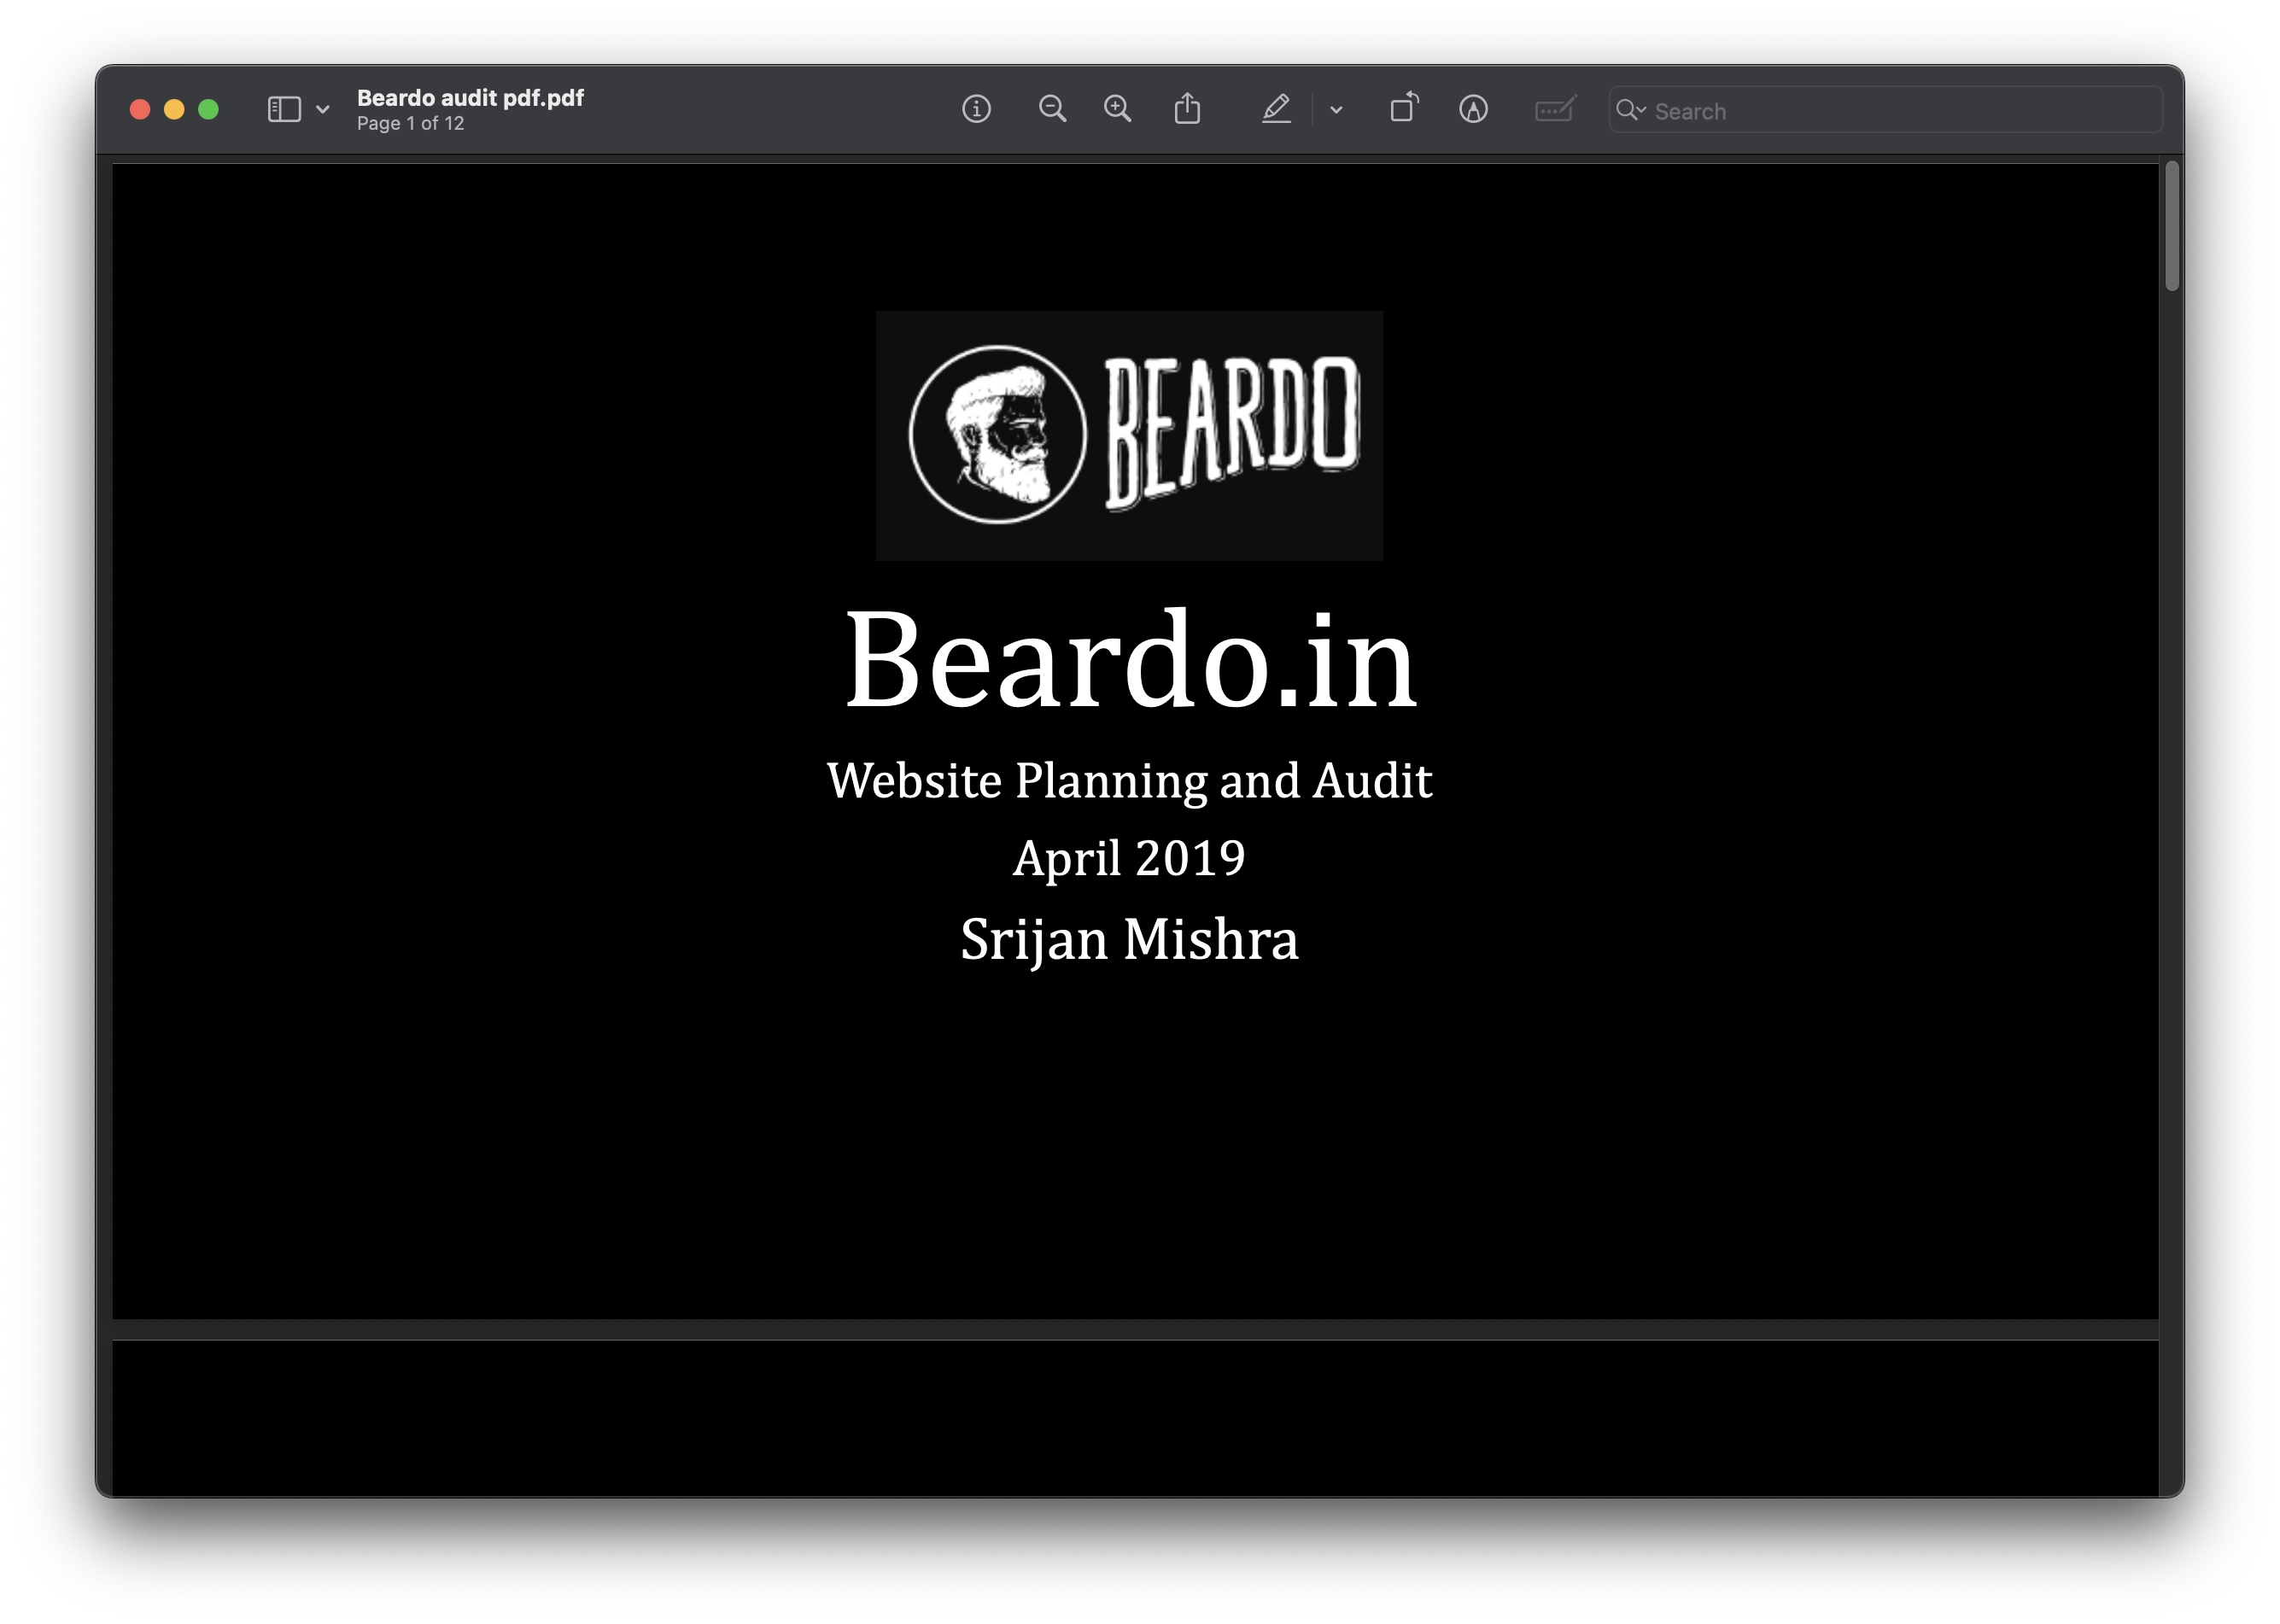 Beardo audit pdf.pdf
Page 1 of 12
Search
BEARDO
Beardo.in
Website Planning and Audit
April 2019
Srijan Mishra